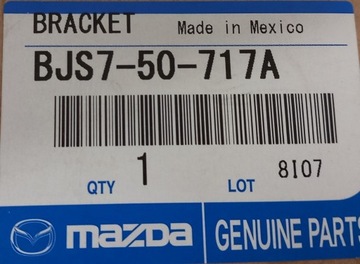 BRACKET Made in Mexico
BJS7-50-717A
QTY 1 LOT 8I07
mazda GENUINE PARTS